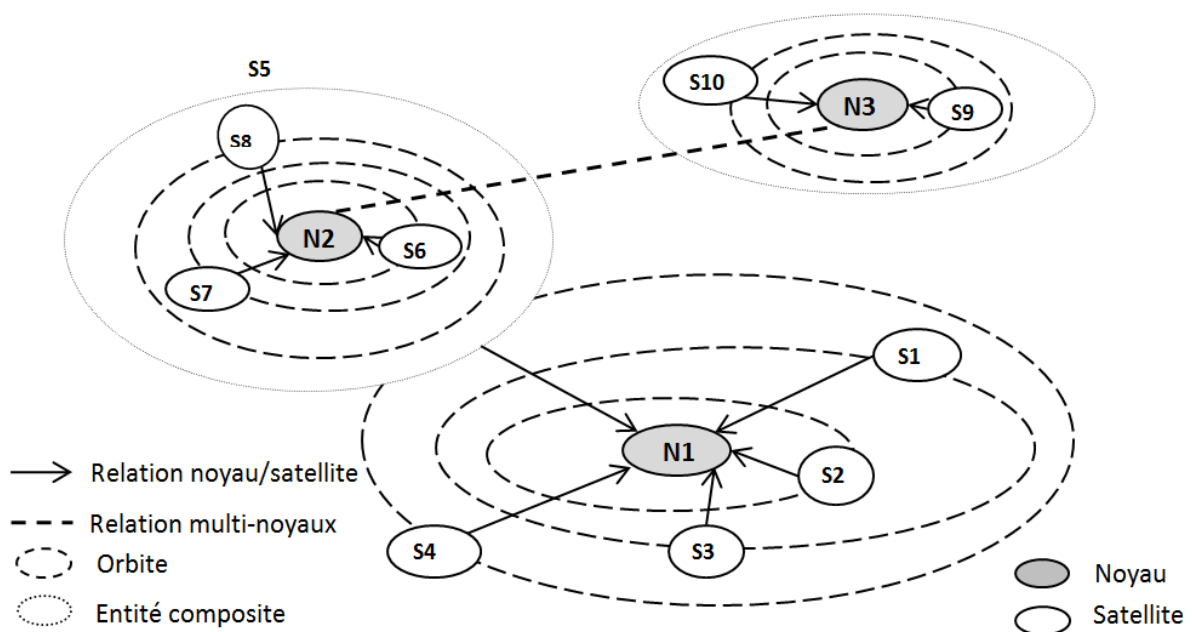 S5
S10
N3
S9
S8
N2
S6
S7
S1
N1
S2
S4
S3
Relation noyau/satellite
Relation multi-noyaux
Orbite
Entité composite
Noyau
Satellite